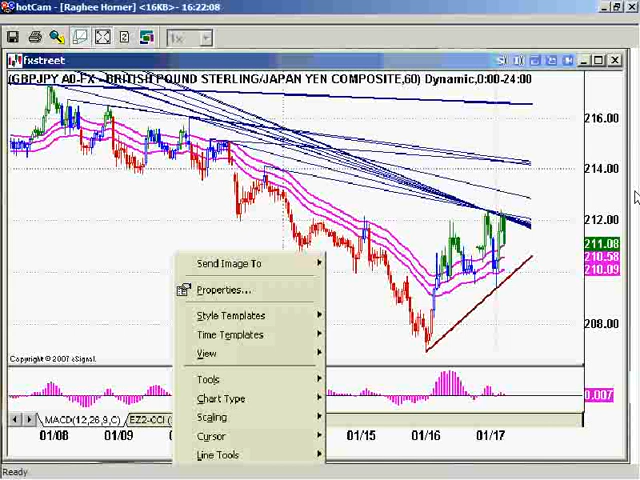 hotCam - [Raghee Horner] <16KB> - 16:22:08
1x
fxstreet
(GBPJPY A0-FX - BRITISH POUND STERLING/JAPAN YEN COMPOSITE,60) Dynamic,0:00-24:00
216.00
214.00
212.00
211.08
210.58
210.09
208.00
Send Image To
Properties...
Style Templates
Time Templates
View
Tools
Chart Type
Scaling
Cursor
Line Tools
Copyright © 2007 eSignal.
0.007
MACD(12,26,9,C)
EZ2-CCI (
01/08
01/09
01/15
01/16
01/17
Ready